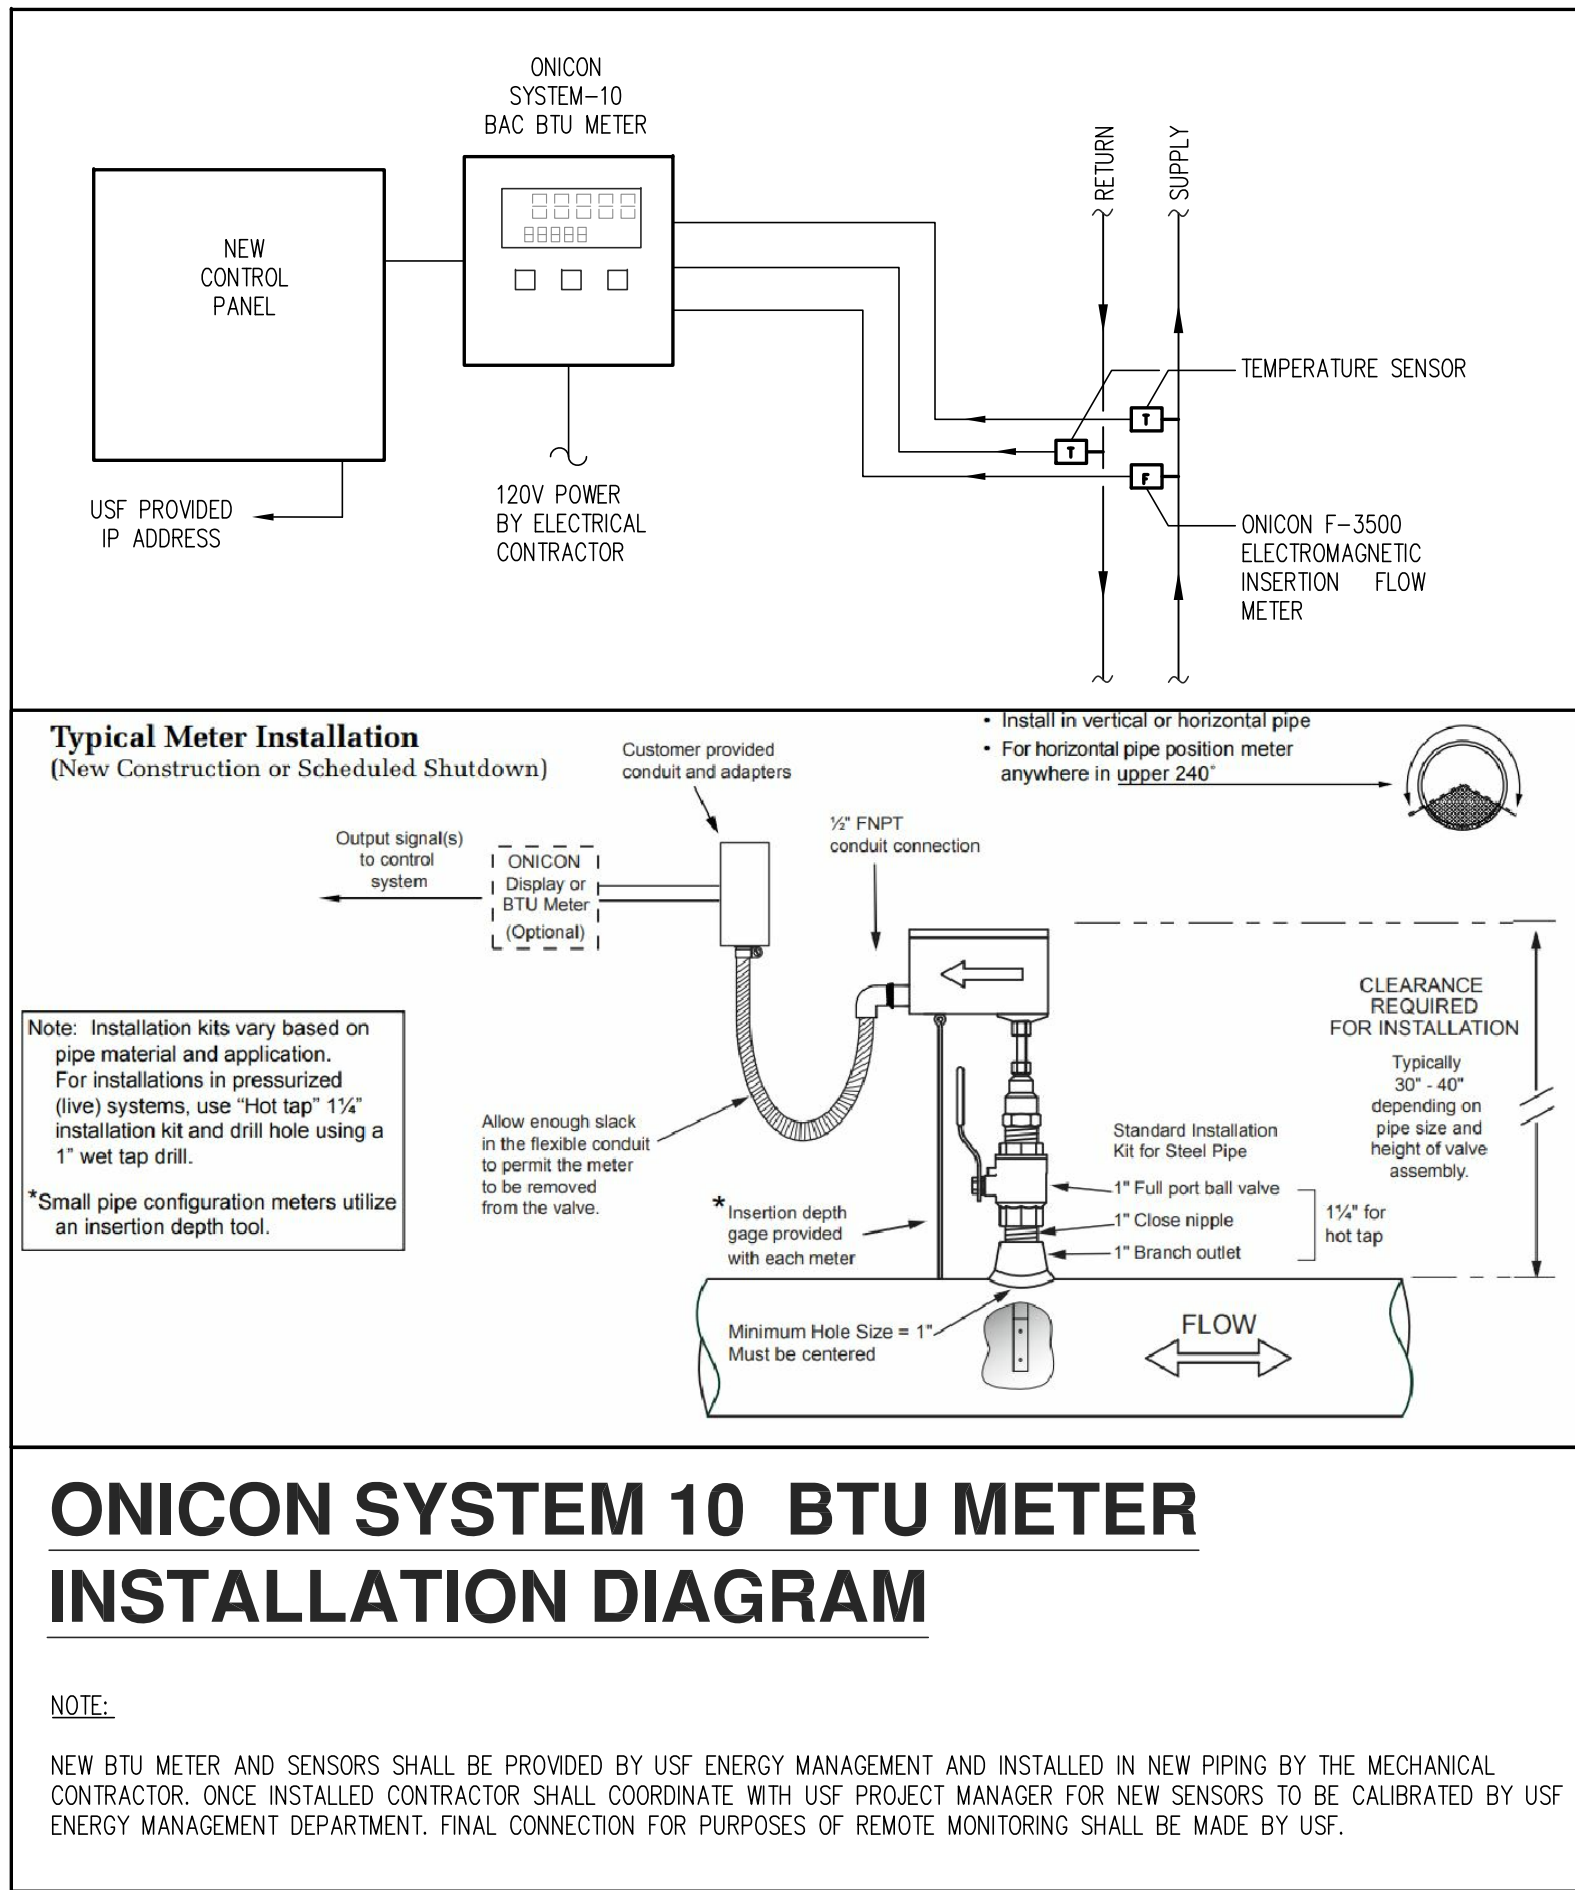 ONICON
SYSTEM-10
BAC BTU METER
NEW
CONTROL
PANEL
RETURN
SUPPLY
TEMPERATURE SENSOR
T
T
F
USF PROVIDED
IP ADDRESS
120V POWER
BY ELECTRICAL
CONTRACTOR
ONICON F-3500
ELECTROMAGNETIC
INSERTION FLOW
METER
Typical Meter Installation
(New Construction or Scheduled Shutdown)
Customer provided
conduit and adapters
• Install in vertical or horizontal pipe
• For horizontal pipe position meter
anywhere in upper 240°
½" FNPT
conduit connection
Output signal(s)
to control
system
ONICON
Display or
BTU Meter
(Optional)
CLEARANCE
REQUIRED
FOR INSTALLATION
Typically
30" - 40"
depending on
pipe size and
height of valve
assembly.
Note: Installation kits vary based on
pipe material and application.
For installations in pressurized
(live) systems, use "Hot tap" 1¼"
installation kit and drill hole using a
1" wet tap drill.
*Small pipe configuration meters utilize
an insertion depth tool.
Allow enough slack
in the flexible conduit
to permit the meter
to be removed
from the valve.
Standard Installation
Kit for Steel Pipe
1" Full port ball valve
1" Close nipple
1" Branch outlet
1¼" for
hot tap
*Insertion depth
gage provided
with each meter
Minimum Hole Size = 1"
Must be centered
FLOW
ONICON SYSTEM 10 BTU METER
INSTALLATION DIAGRAM
NOTE:
NEW BTU METER AND SENSORS SHALL BE PROVIDED BY USF ENERGY MANAGEMENT AND INSTALLED IN NEW PIPING BY THE MECHANICAL
CONTRACTOR. ONCE INSTALLED CONTRACTOR SHALL COORDINATE WITH USF PROJECT MANAGER FOR NEW SENSORS TO BE CALIBRATED BY USF
ENERGY MANAGEMENT DEPARTMENT. FINAL CONNECTION FOR PURPOSES OF REMOTE MONITORING SHALL BE MADE BY USF.